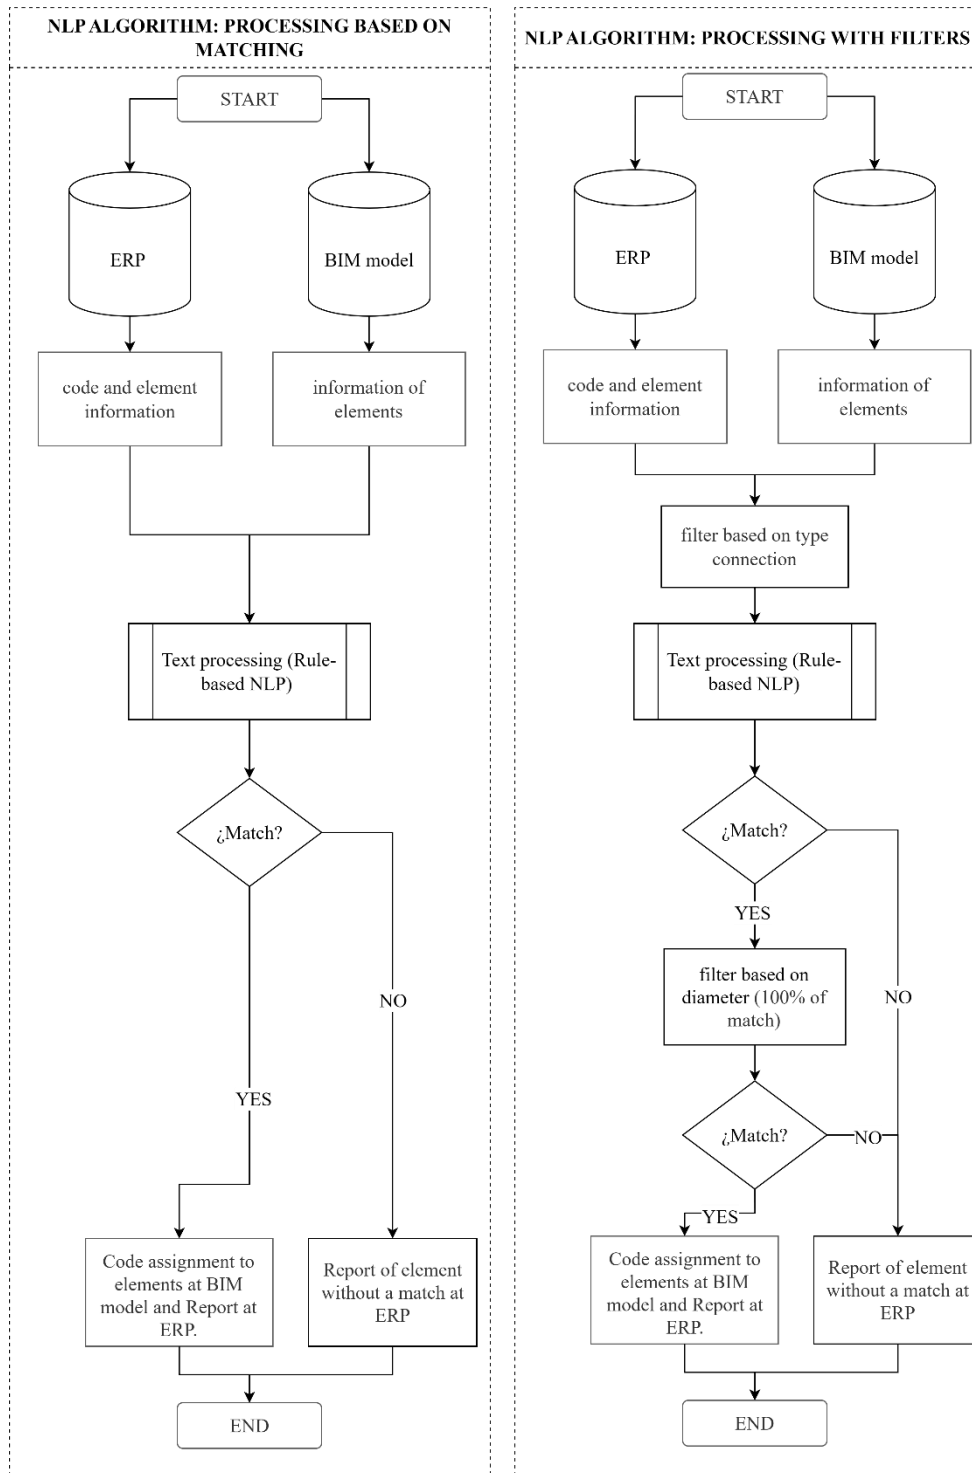 NLP ALGORITHM: PROCESSING BASED ON
MATCHING
START
ERP
BIM model
code and element
information
information of
elements
Text processing (Rule-
based NLP)
¿Match?
NO
YES
Code assignment to
elements at BIM
model and Report at
ERP.
Report of element
without a match at
ERP
END
NLP ALGORITHM: PROCESSING WITH FILTERS
START
ERP
BIM model
code and element
information
information of
elements
filter based on type
connection
Text processing (Rule-
based NLP)
¿Match?
YES
filter based on
diameter (100% of
match)
NO
¿Match?
NO
YES
Code assignment to
elements at BIM
model and Report at
ERP.
Report of element
without a match at
ERP
END